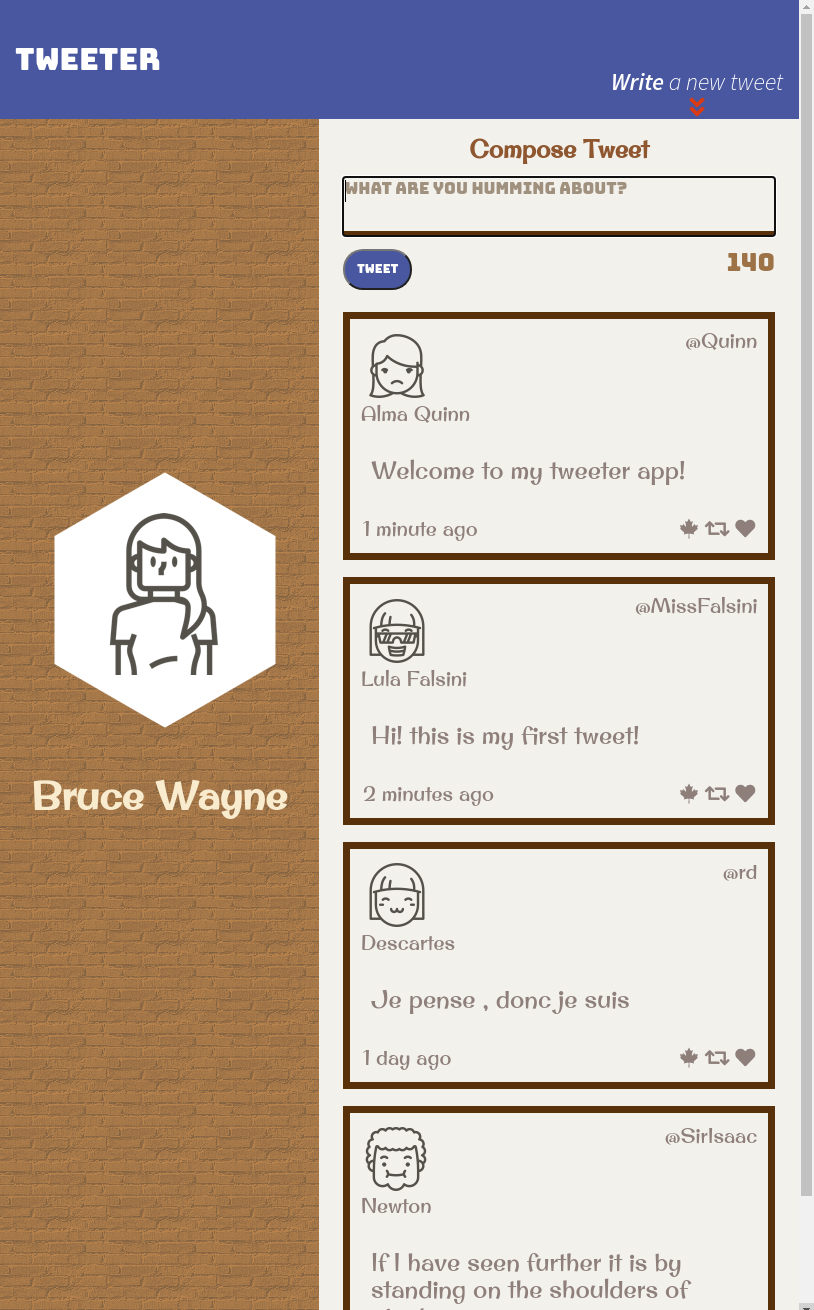 TWEETER
Write a new tweet
Compose Tweet
WHAT ARE YOU HUMMING ABOUT?
TWEET
140
@Quinn
Alma Quinn
Welcome to my tweeter app!
1 minute ago
@MissFalsini
Lula Falsini
Hi! this is my first tweet!
2 minutes ago
Bruce Wayne
@rd
Descartes
Je pense , donc je suis
1 day ago
@SirIsaac
Newton
If I have seen further it is by
standing on the shoulders of